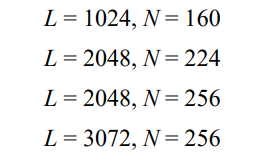 L = 1024, N = 160
L = 2048, N = 224
L = 2048, N = 256
L = 3072, N = 256